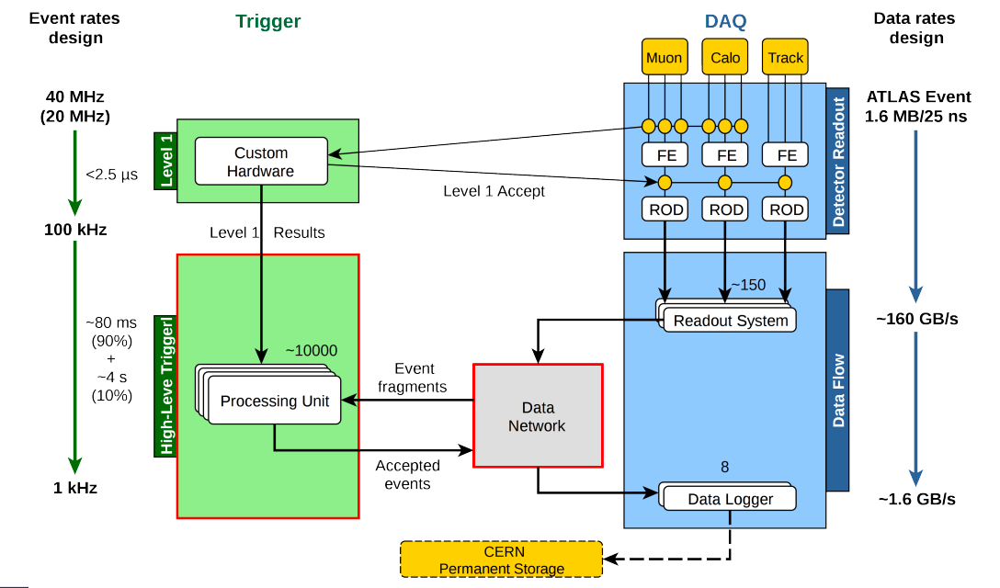 Event rates
design
Trigger
DAQ
Data rates
design
Muon
Calo
Track
40 MHz
(20 MHz)
ATLAS Event
1.6 MB/25 ns
Level 1
Custom
Hardware
<2.5 µs
FE
FE
FE
Level 1 Accept
Detector Readout
ROD
ROD
ROD
100 kHz
Level 1 Results
~150
Readout System
~160 GB/s
~80 ms
(90%)
+
~4 s
(10%)
High-Leve Triggerl
~10000
Processing Unit
Event
fragments
Data
Network
Data Flow
Accepted
events
8
Data Logger
1 kHz
~1.6 GB/s
CERN
Permanent Storage